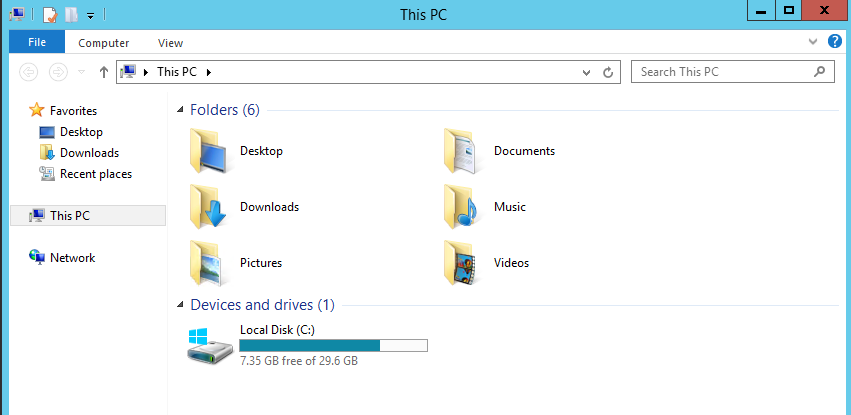 This PC
File Computer View
This PC Search This PC
Favorites
Desktop
Downloads
Recent places
This PC
Network
Folders (6)
Desktop Documents
Downloads Music
Pictures Videos
Devices and drives (1)
Local Disk (C:)
7.35 GB free of 29.6 GB